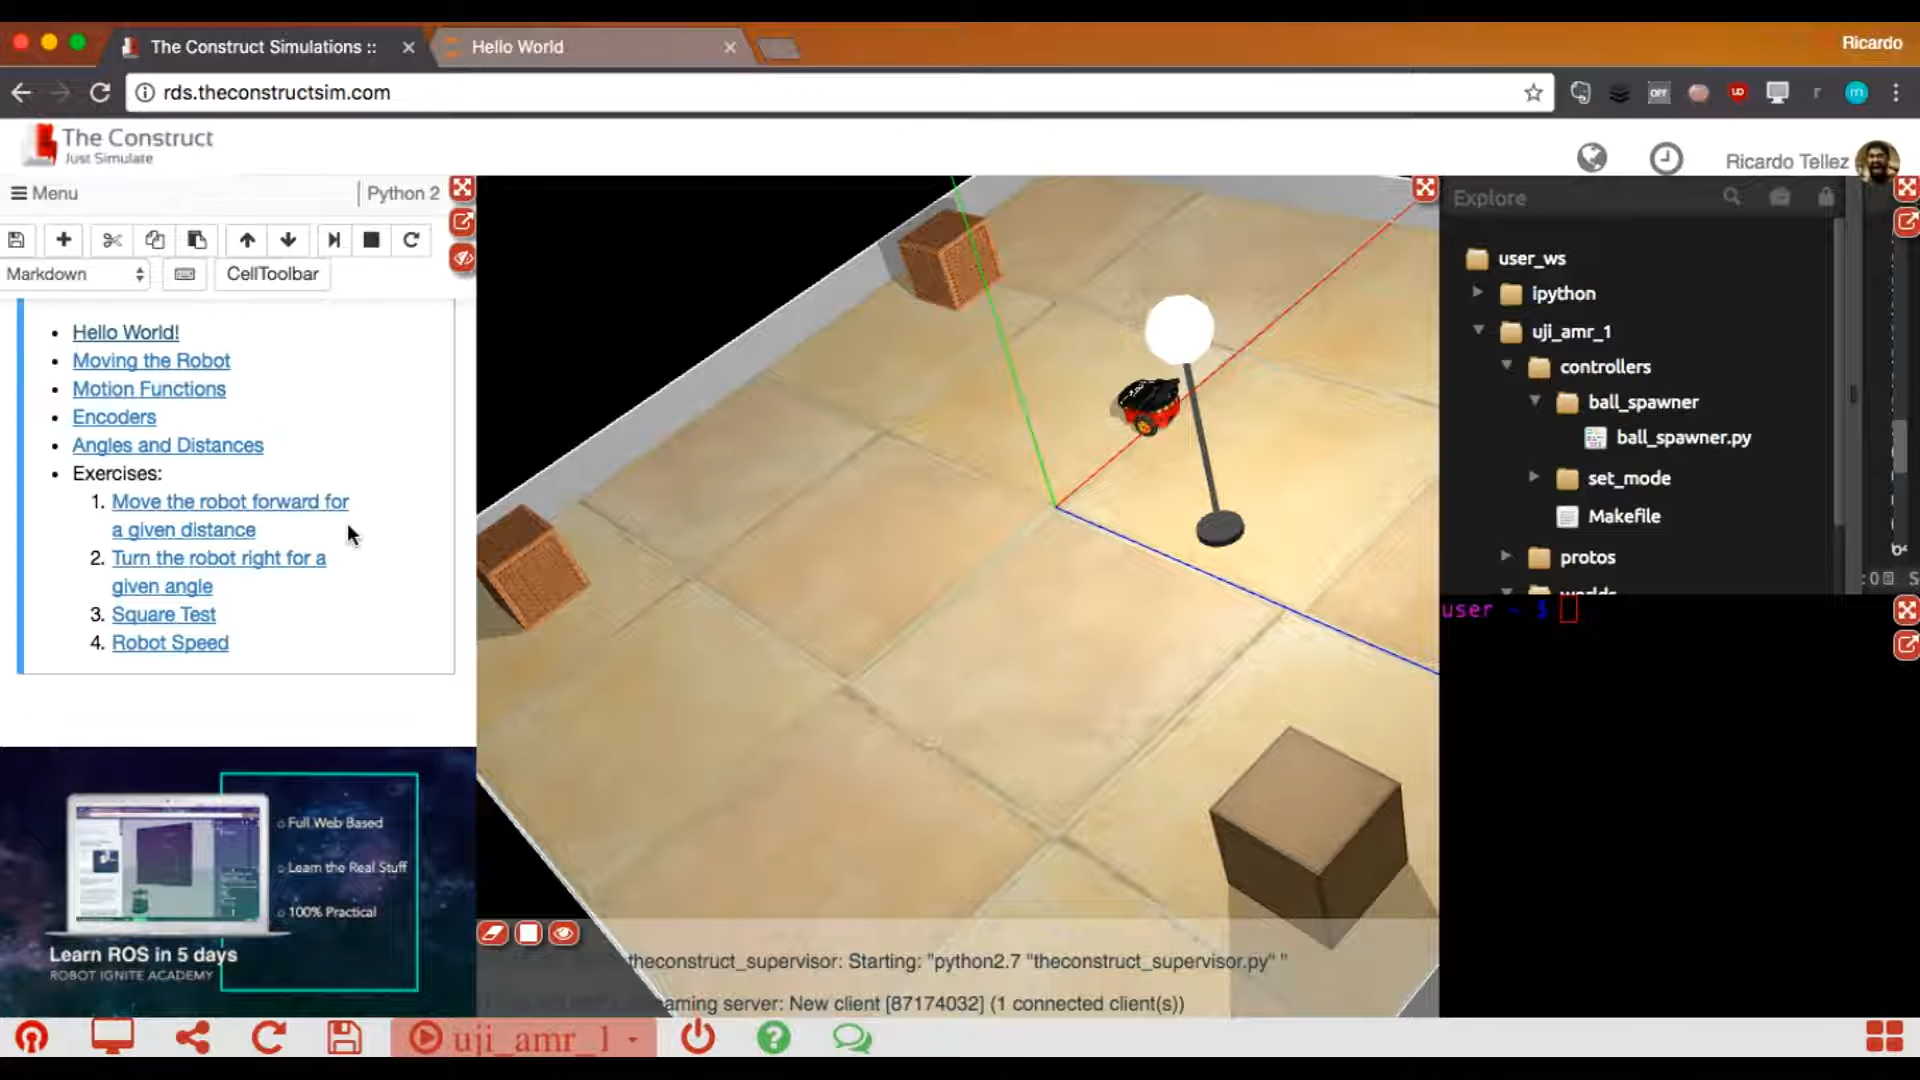 The Construct Simulations ::
Hello World
Ricardo
rds.theconstructsim.com
OFF
UD
r
m
The Construct
Just Simulate
Ricardo Tellez
Menu
Python 2
Markdown
CellToolbar
Hello World!
Moving the Robot
Motion Functions
Encoders
Angles and Distances
Exercises:
1. Move the robot forward for
a given distance
2. Turn the robot right for a
given angle
3. Square Test
4. Robot Speed
Full Web Based
Learn the Real Stuff
100% Practical
Learn ROS in 5 days
ROBOT IGNITE ACADEMY
theconstruct_supervisor: Starting: "python2.7 "theconstruct_supervisor.py" "
aming server: New client [87174032] (1 connected client(s))
Explore
user_ws
ipython
uji_amr_1
controllers
ball_spawner
ball_spawner.py
set_mode
Makefile
protos
worlds
user ~ $
uji_amr_1